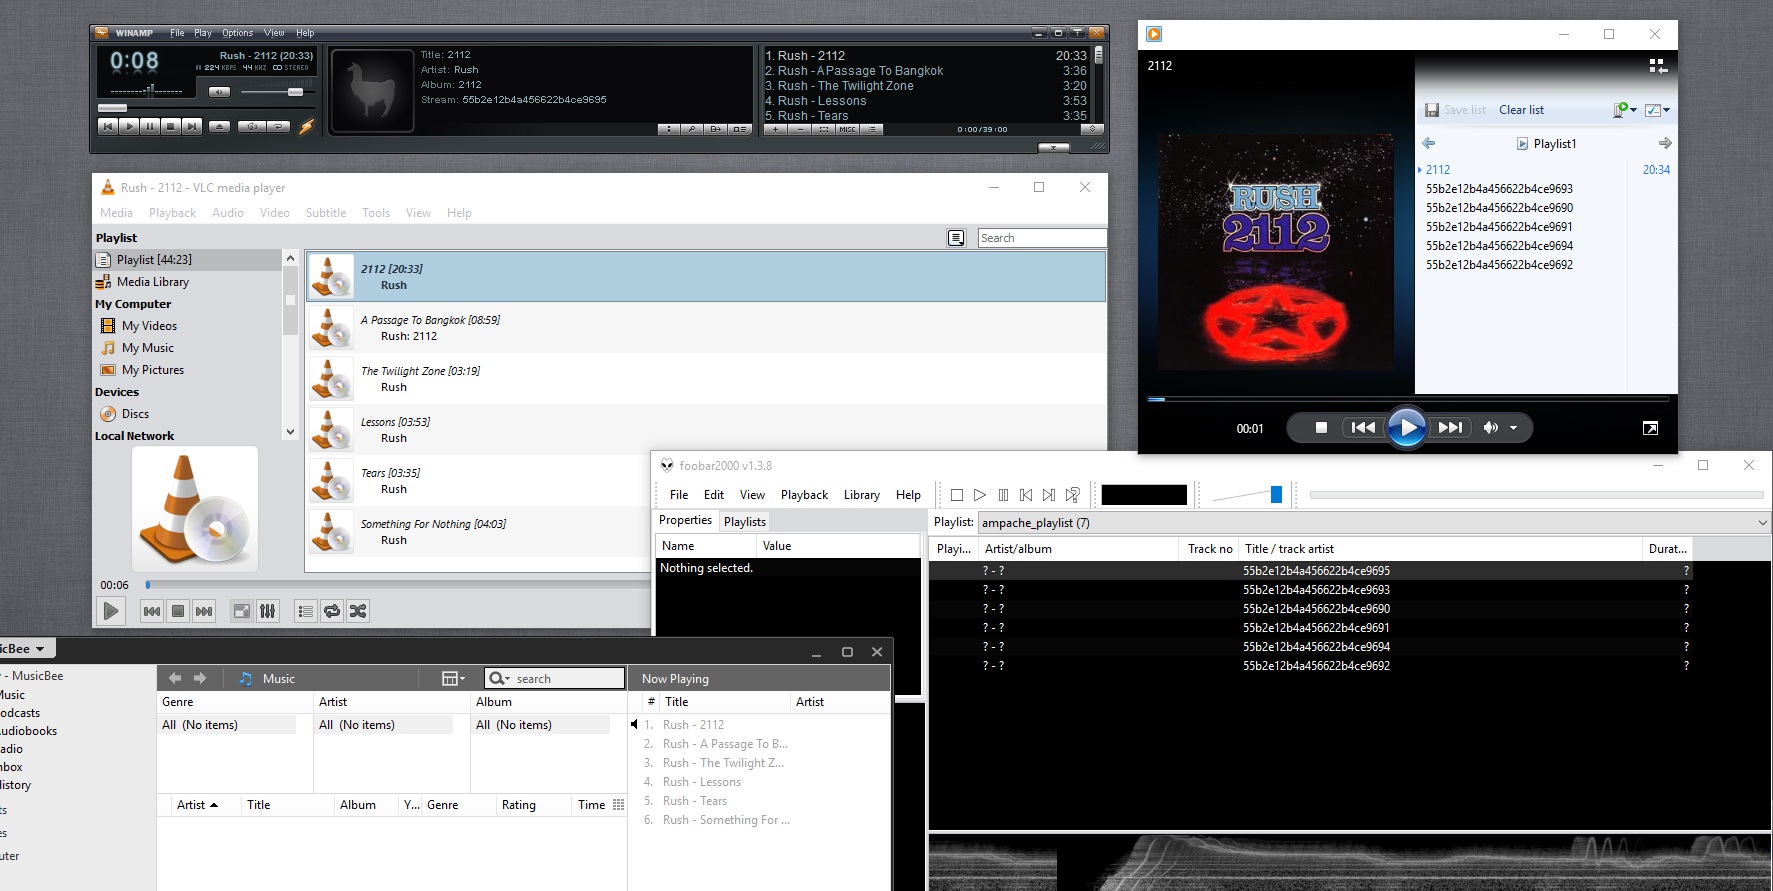 WINAMP File Play Options View Help
0:08
Rush - 2112 (20:33)
224 KBPS 44 KHZ STEREO
Title: 2112
Artist: Rush
Album: 2112
Stream: 55b2e12b4a456622b4ce9695
1. Rush - 2112 20:33
2. Rush - A Passage To Bangkok 3:36
3. Rush - The Twilight Zone 3:20
4. Rush - Lessons 3:53
5. Rush - Tears 3:35
MISC
0:00/39:00
2112
RUSH
2112
Save list Clear list
Playlist1
2112 20:34
55b2e12b4a456622b4ce9693
55b2e12b4a456622b4ce9690
55b2e12b4a456622b4ce9691
55b2e12b4a456622b4ce9694
55b2e12b4a456622b4ce9692
00:01
Rush - 2112 - VLC media player
Media Playback Audio Video Subtitle Tools View Help
Playlist
Search
Playlist [44:23]
Media Library
My Computer
My Videos
My Music
My Pictures
Devices
Discs
Local Network
2112 [20:33]
Rush
A Passage To Bangkok [08:59]
Rush: 2112
The Twilight Zone [03:19]
Rush
Lessons [03:53]
Rush
Tears [03:35]
Rush
Something For Nothing [04:03]
Rush
00:06
foobar2000 v1.3.8
File Edit View Playback Library Help
Properties Playlists
Name Value
Nothing selected.
Playlist: ampache_playlist (7)
Playi... Artist/album Track no Title / track artist Durat...
? - ? 55b2e12b4a456622b4ce9695 ?
? - ? 55b2e12b4a456622b4ce9693 ?
? - ? 55b2e12b4a456622b4ce9690 ?
? - ? 55b2e12b4a456622b4ce9691 ?
? - ? 55b2e12b4a456622b4ce9694 ?
? - ? 55b2e12b4a456622b4ce9692 ?
icBee
- MusicBee
Music
odcasts
udiobooks
adio
nbox
istory
ts
es
uter
Music
search
Genre Artist Album
All (No items) All (No items) All (No items)
Artist Title Album Y... Genre Rating Time
Now Playing
# Title Artist
1. Rush - 2112
2. Rush - A Passage To B...
3. Rush - The Twilight Z...
4. Rush - Lessons
5. Rush - Tears
6. Rush - Something For ...